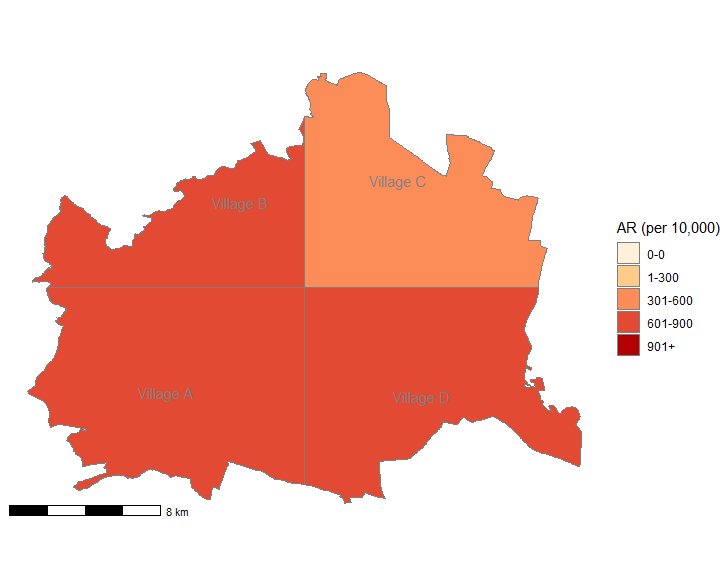 Village C
Village B
Village A
Village D
AR (per 10,000)
0-0
1-300
301-600
601-900
901+
8 km